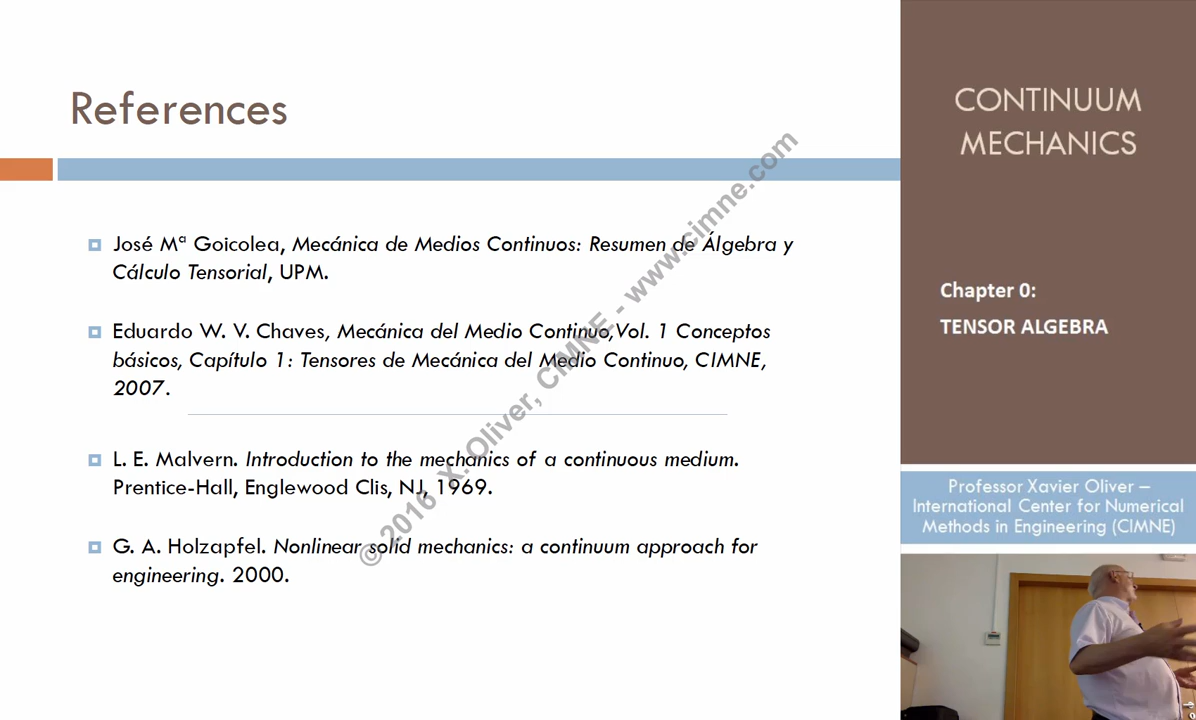 References
José Mª Goicolea, Mecánica de Medios Continuos: Resumen de Álgebra y
Cálculo Tensorial, UPM.
Eduardo W. V. Chaves, Mecánica del Medio Continuo,Vol. 1 Conceptos
básicos, Capítulo 1: Tensores de Mecánica del Medio Continuo, CIMNE,
2007.
L. E. Malvern. Introduction to the mechanics of a continuous medium.
Prentice-Hall, Englewood Clis, NJ, 1969.
G. A. Holzapfel. Nonlinear solid mechanics: a continuum approach for
engineering. 2000.
© 2016 X. Oliver, CIMNE - www.cimne.com
CONTINUUM
MECHANICS
Chapter 0:
TENSOR ALGEBRA
Professor Xavier Oliver –
International Center for Numerical
Methods in Engineering (CIMNE)